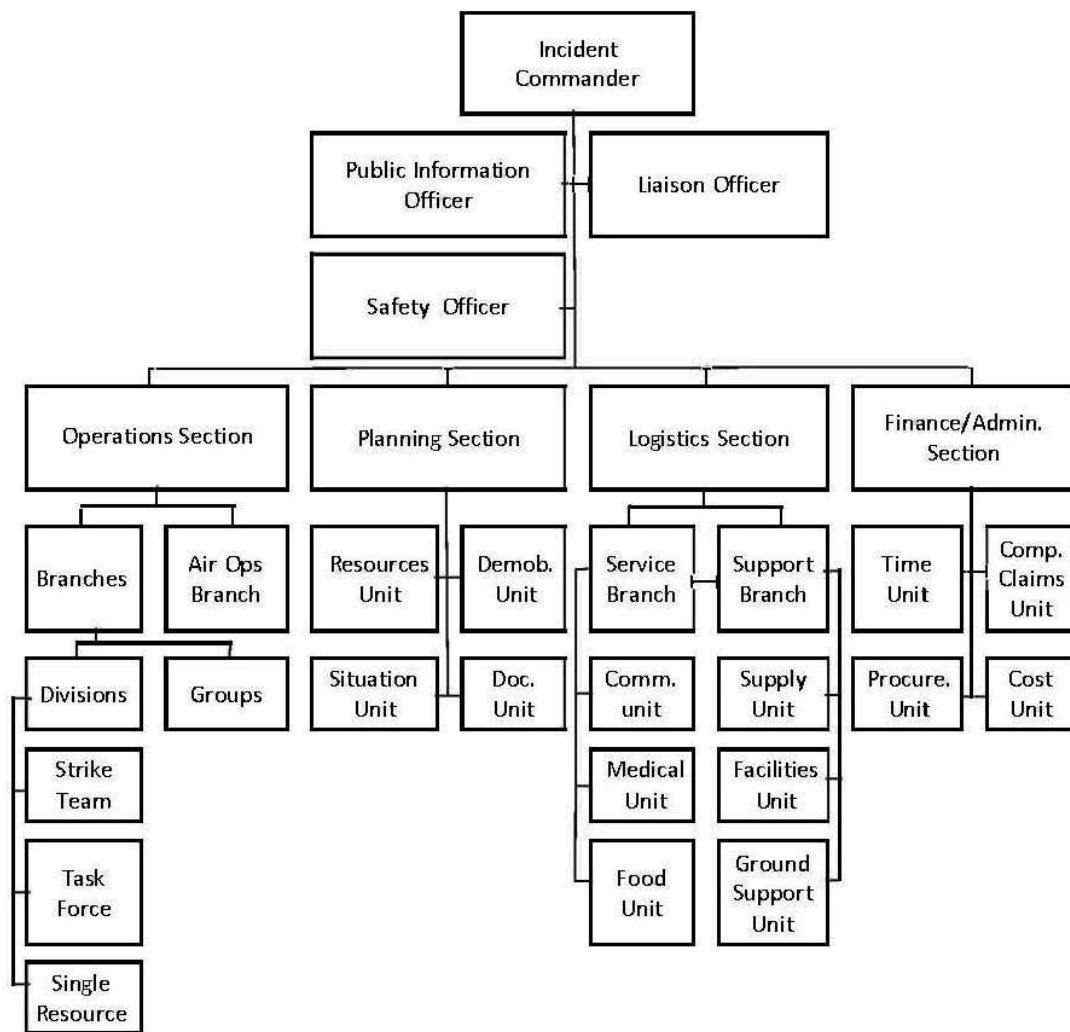 Incident
Commander
Public Information
Officer
Liaison Officer
Safety Officer
Operations Section
Planning Section
Logistics Section
Finance/Admin.
Section
Branches
Air Ops
Branch
Resources
Unit
Demob.
Unit
Service
Branch
Support
Branch
Time
Unit
Comp.
Claims
Unit
Divisions
Groups
Situation
Unit
Doc.
Unit
Comm.
unit
Supply
Unit
Procure.
Unit
Cost
Unit
Strike
Team
Medical
Unit
Facilities
Unit
Task
Force
Food
Unit
Ground
Support
Unit
Single
Resource